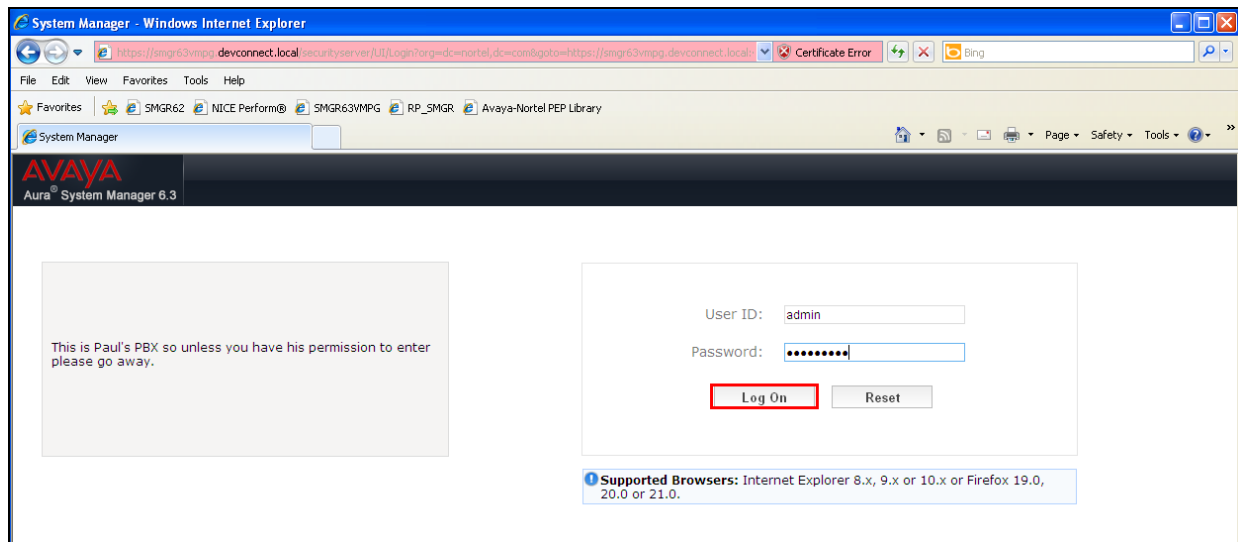 System Manager - Windows Internet Explorer
https://smgr63vmpg.devconnect.local/securityserver/UI/Login?org=dc=nortel,dc=com&goto=https://smgr63vmpg.devconnect.local:
Certificate Error
Bing
File Edit View Favorites Tools Help
Favorites SMGR62 NICE Perform® SMGR63VMPG RP_SMGR Avaya-Nortel PEP Library
System Manager
Page Safety Tools
AVAYA
Aura® System Manager 6.3
This is Paul's PBX so unless you have his permission to enter
please go away.
User ID: admin
Password: •••••••••
Log On Reset
Supported Browsers: Internet Explorer 8.x, 9.x or 10.x or Firefox 19.0,
20.0 or 21.0.